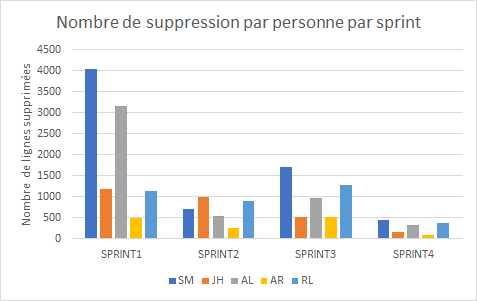 Nombre de suppression par personne par sprint
Nombre de lignes supprimées
4500
4000
3500
3000
2500
2000
1500
1000
500
0
SPRINT1 SPRINT2 SPRINT3 SPRINT4
SM JH AL AR RL